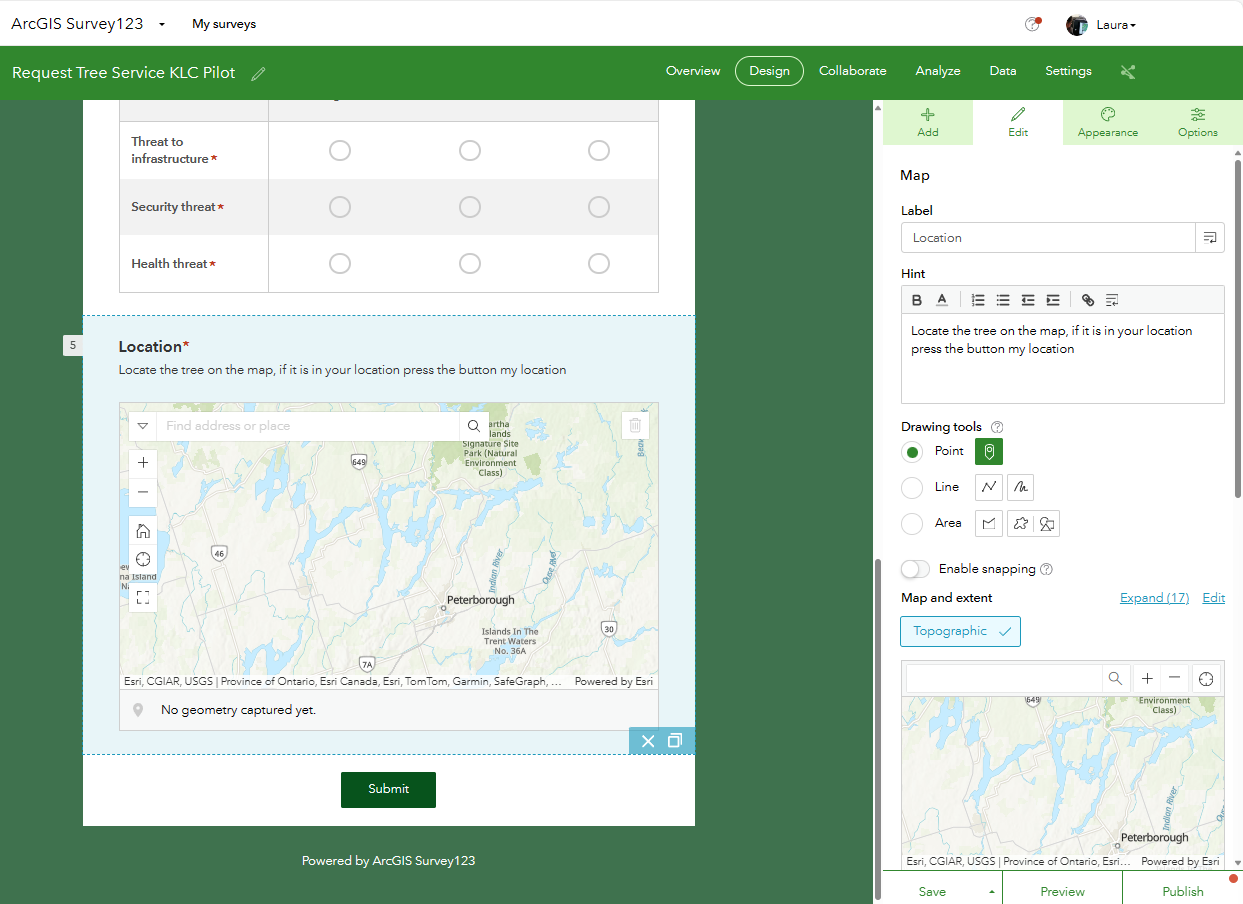 ArcGIS Survey123
My surveys
Laura
Request Tree Service KLC Pilot
Overview
Design
Collaborate
Analyze
Data
Settings
Threat to
infrastructure*
Security threat*
Health threat*
5
Location*
Locate the tree on the map, if it is in your location press the button my location
Find address or place
Signature Site
Park (Natural
Environment
Class)
649
46
na Island
Indian River
Ouse River
Peterborough
Islands In The
Trent Waters
No. 36A
30
7A
Esri, CGIAR, USGS | Province of Ontario, Esri Canada, Esri, TomTom, Garmin, SafeGraph, ...
Powered by Esri
No geometry captured yet.
Submit
Powered by ArcGIS Survey123
Add
Edit
Appearance
Options
Map
Label
Location
Hint
B A
Locate the tree on the map, if it is in your location
press the button my location
Drawing tools
Point
Line
Area
Enable snapping
Map and extent
Expand (17)
Edit
Topographic
649
Environment
Class)
Indian River
Peterborough
Esri, CGIAR, USGS | Province of Ontario, Esri...
Powered by Esri
Save
Preview
Publish